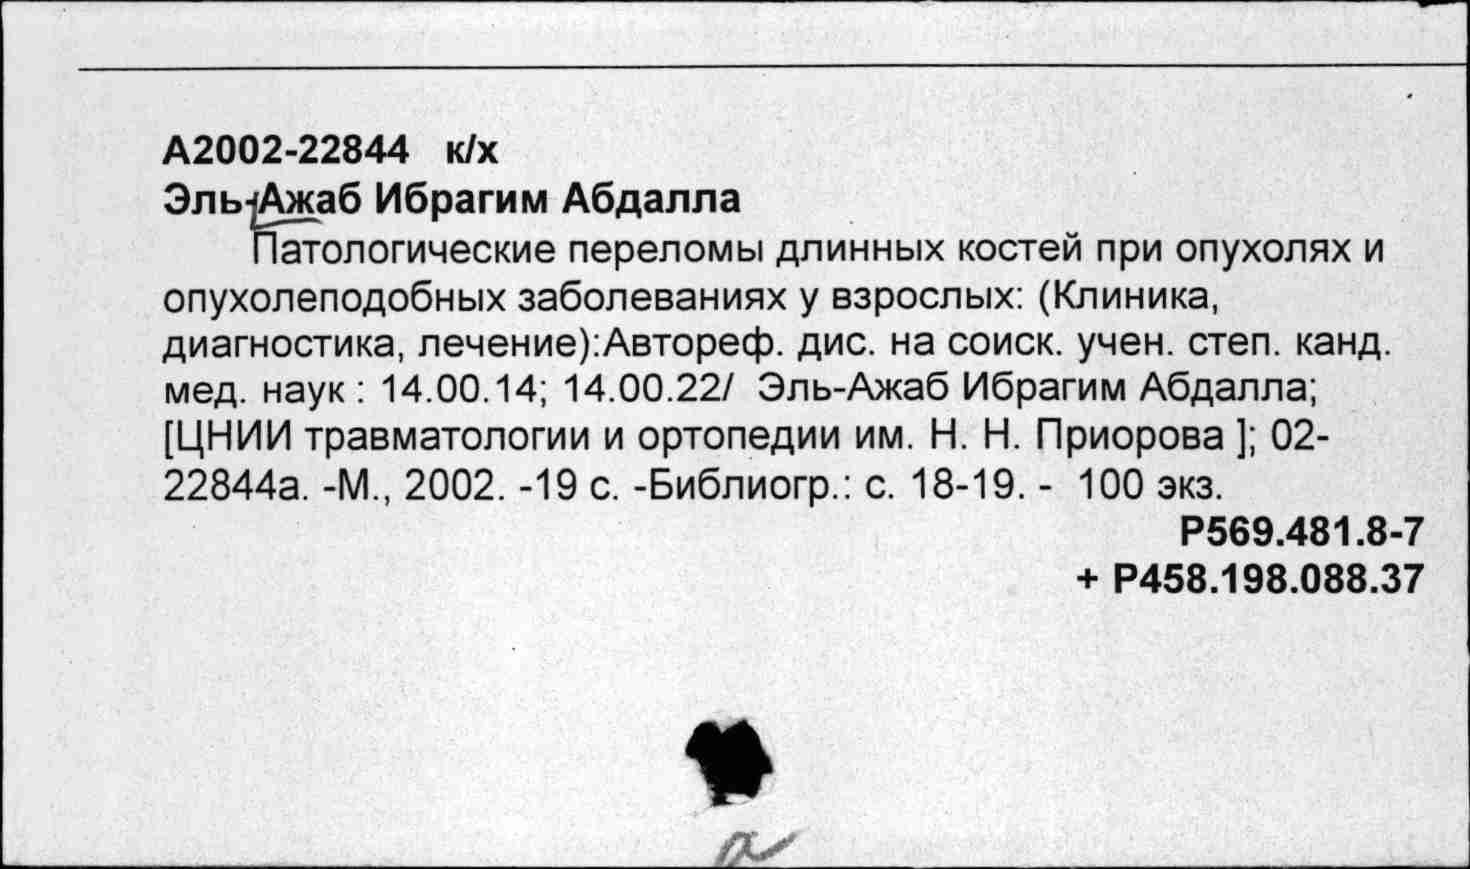 А2002-22844 к/х
Эль-Ажаб Ибрагим Абдалла
Патологические переломы длинных костей при опухолях и
опухолеподобных заболеваниях у взрослых: (Клиника,
диагностика, лечение):Автореф. дис. на соиск. учен. степ. канд.
мед. наук : 14.00.14; 14.00.22/ Эль-Ажаб Ибрагим Абдалла;
[ЦНИИ травматологии и ортопедии им. Н. Н. Приорова ]; 02-
22844а. -М., 2002. -19 с. -Библиогр.: с. 18-19. - 100 экз.
Р569.481.8-7
+ Р458.198.088.37
а